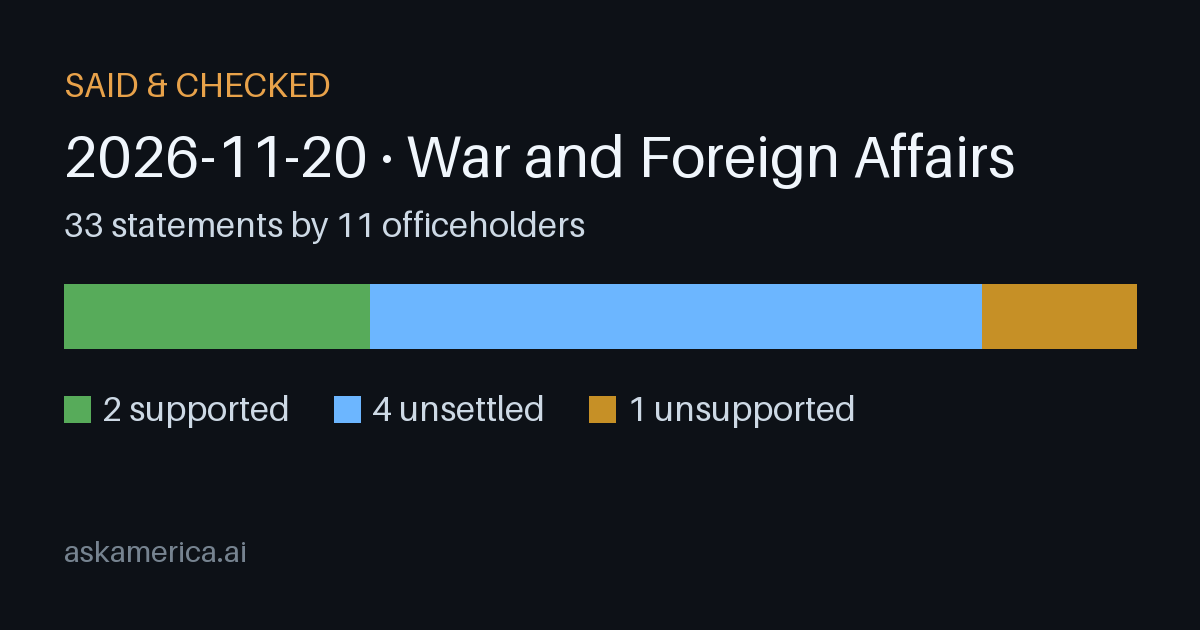 SAID & CHECKED
2026-11-20 · War and Foreign Affairs
33 statements by 11 officeholders
2 supported 4 unsettled 1 unsupported
askamerica.ai